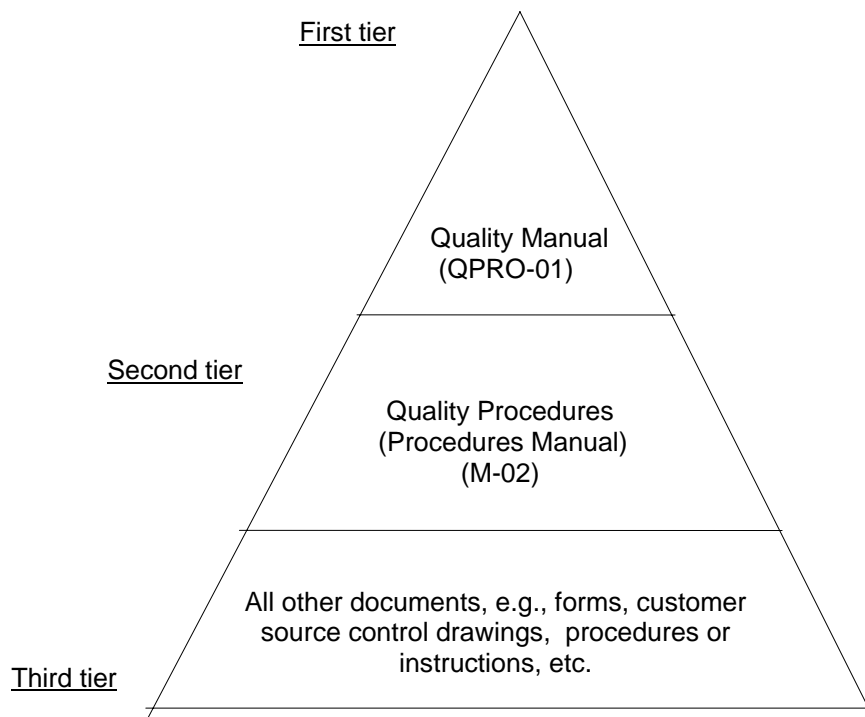 First tier
Quality Manual
(QPRO-01)
Second tier
Quality Procedures
(Procedures Manual)
(M-02)
All other documents, e.g., forms, customer
source control drawings, procedures or
instructions, etc.
Third tier